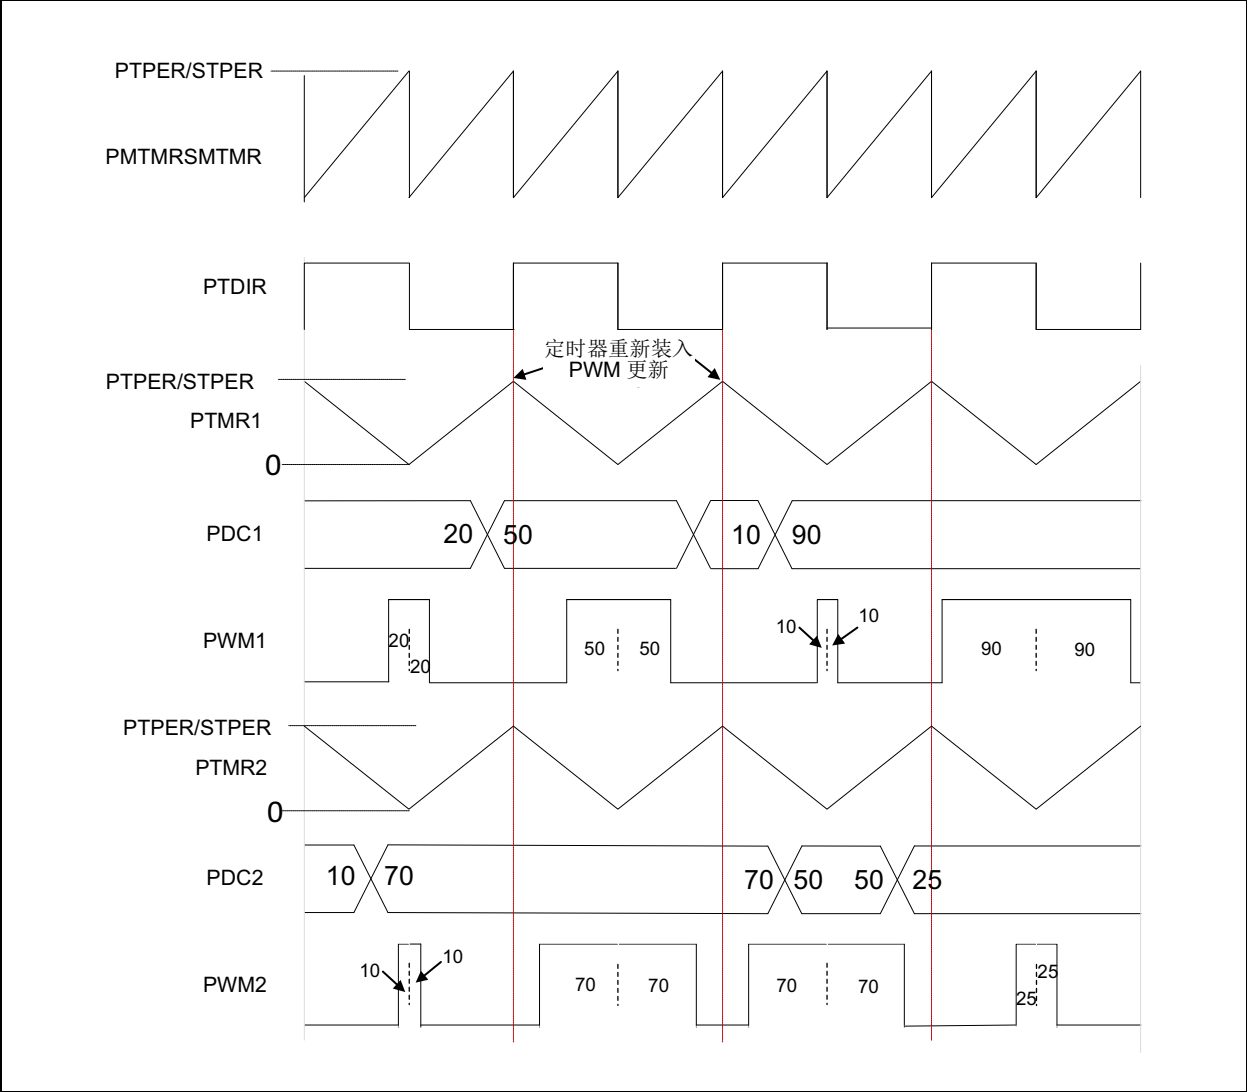 PTPER/STPER
PMTMRSMTMR
PTDIR
定时器重新装入
PWM 更新
PTPER/STPER
PTMR1
0
PDC1
20 50 10 90
PWM1
20 20 50 50 10 10 90 90
PTPER/STPER
PTMR2
0
PDC2
10 70 70 50 50 25
PWM2
10 10 70 70 70 70 25 25